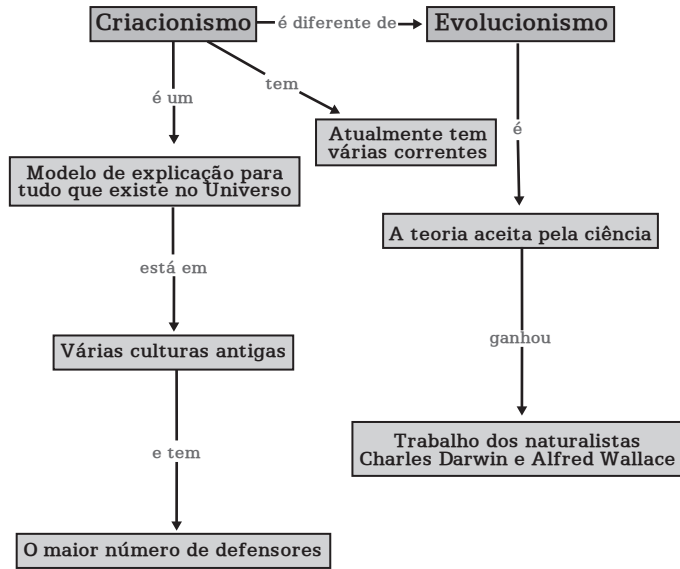 Criacionismo
é diferente de
Evolucionismo
é um
tem
é
Atualmente tem
várias correntes
Modelo de explicação para
tudo que existe no Universo
A teoria aceita pela ciência
está em
ganhou
Várias culturas antigas
Trabalho dos naturalistas
Charles Darwin e Alfred Wallace
e tem
O maior número de defensores